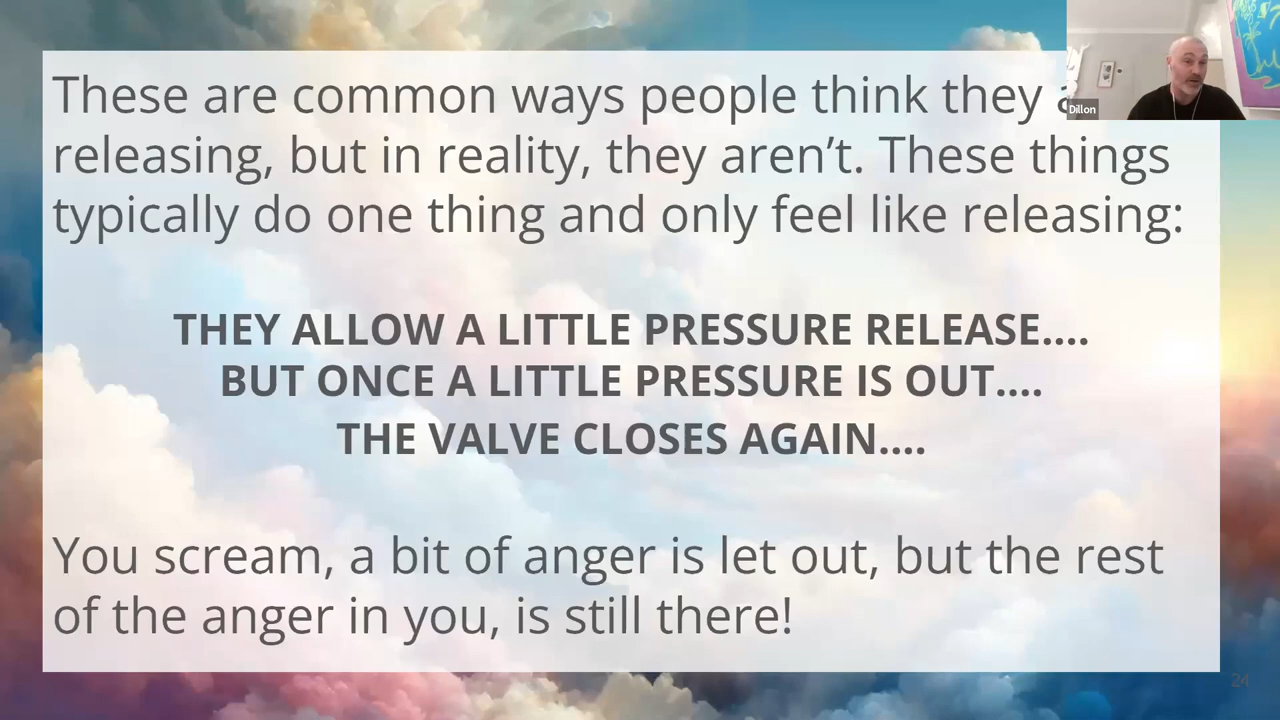 These are common ways people think they
releasing, but in reality, they aren’t. These things
typically do one thing and only feel like releasing:
THEY ALLOW A LITTLE PRESSURE RELEASE....
BUT ONCE A LITTLE PRESSURE IS OUT....
THE VALVE CLOSES AGAIN....
You scream, a bit of anger is let out, but the rest
of the anger in you, is still there!
Dillon
24